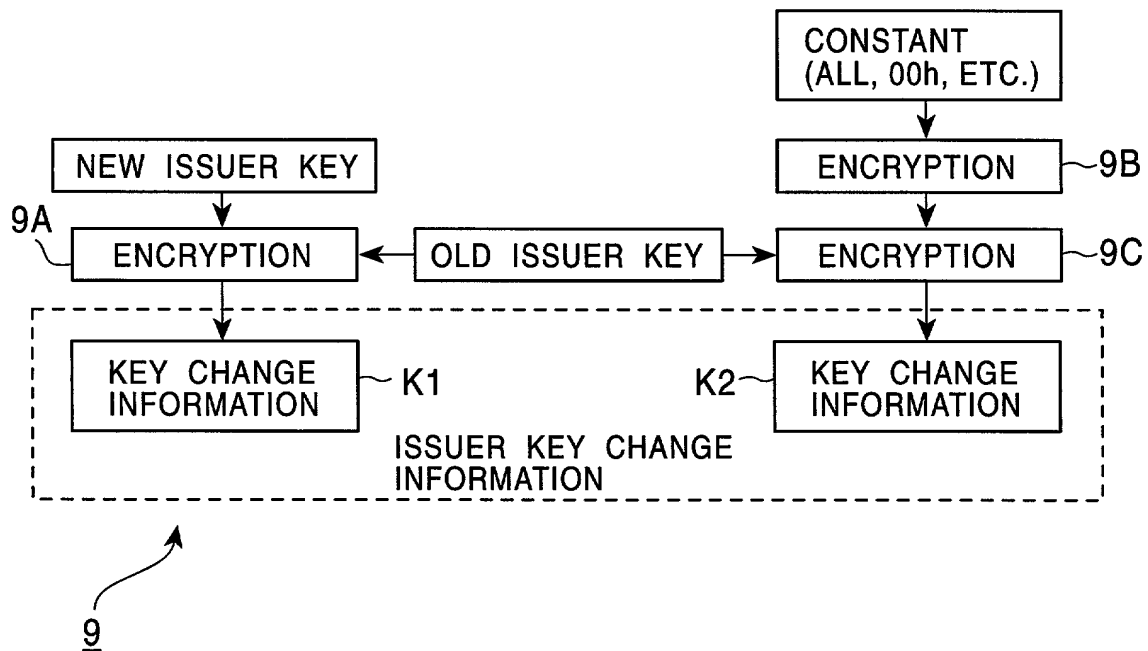 CONSTANT
(ALL, 00h, ETC.)
NEW ISSUER KEY
ENCRYPTION
9B
9A
ENCRYPTION
OLD ISSUER KEY
ENCRYPTION
9C
KEY CHANGE
INFORMATION
K1
K2
KEY CHANGE
INFORMATION
ISSUER KEY CHANGE
INFORMATION
9